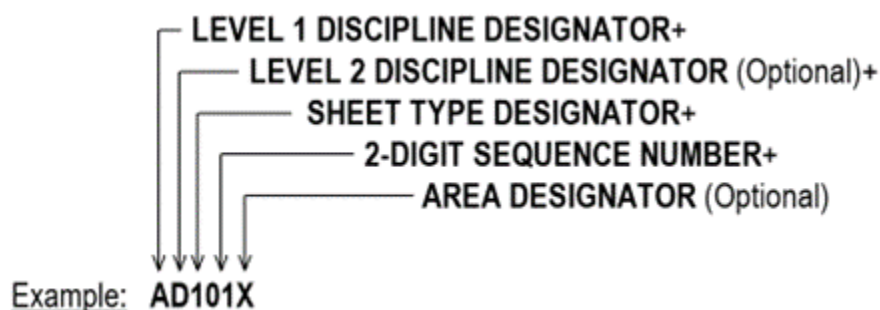 LEVEL 1 DISCIPLINE DESIGNATOR+
LEVEL 2 DISCIPLINE DESIGNATOR (Optional)+
SHEET TYPE DESIGNATOR+
2-DIGIT SEQUENCE NUMBER+
AREA DESIGNATOR (Optional)
Example: AD101X